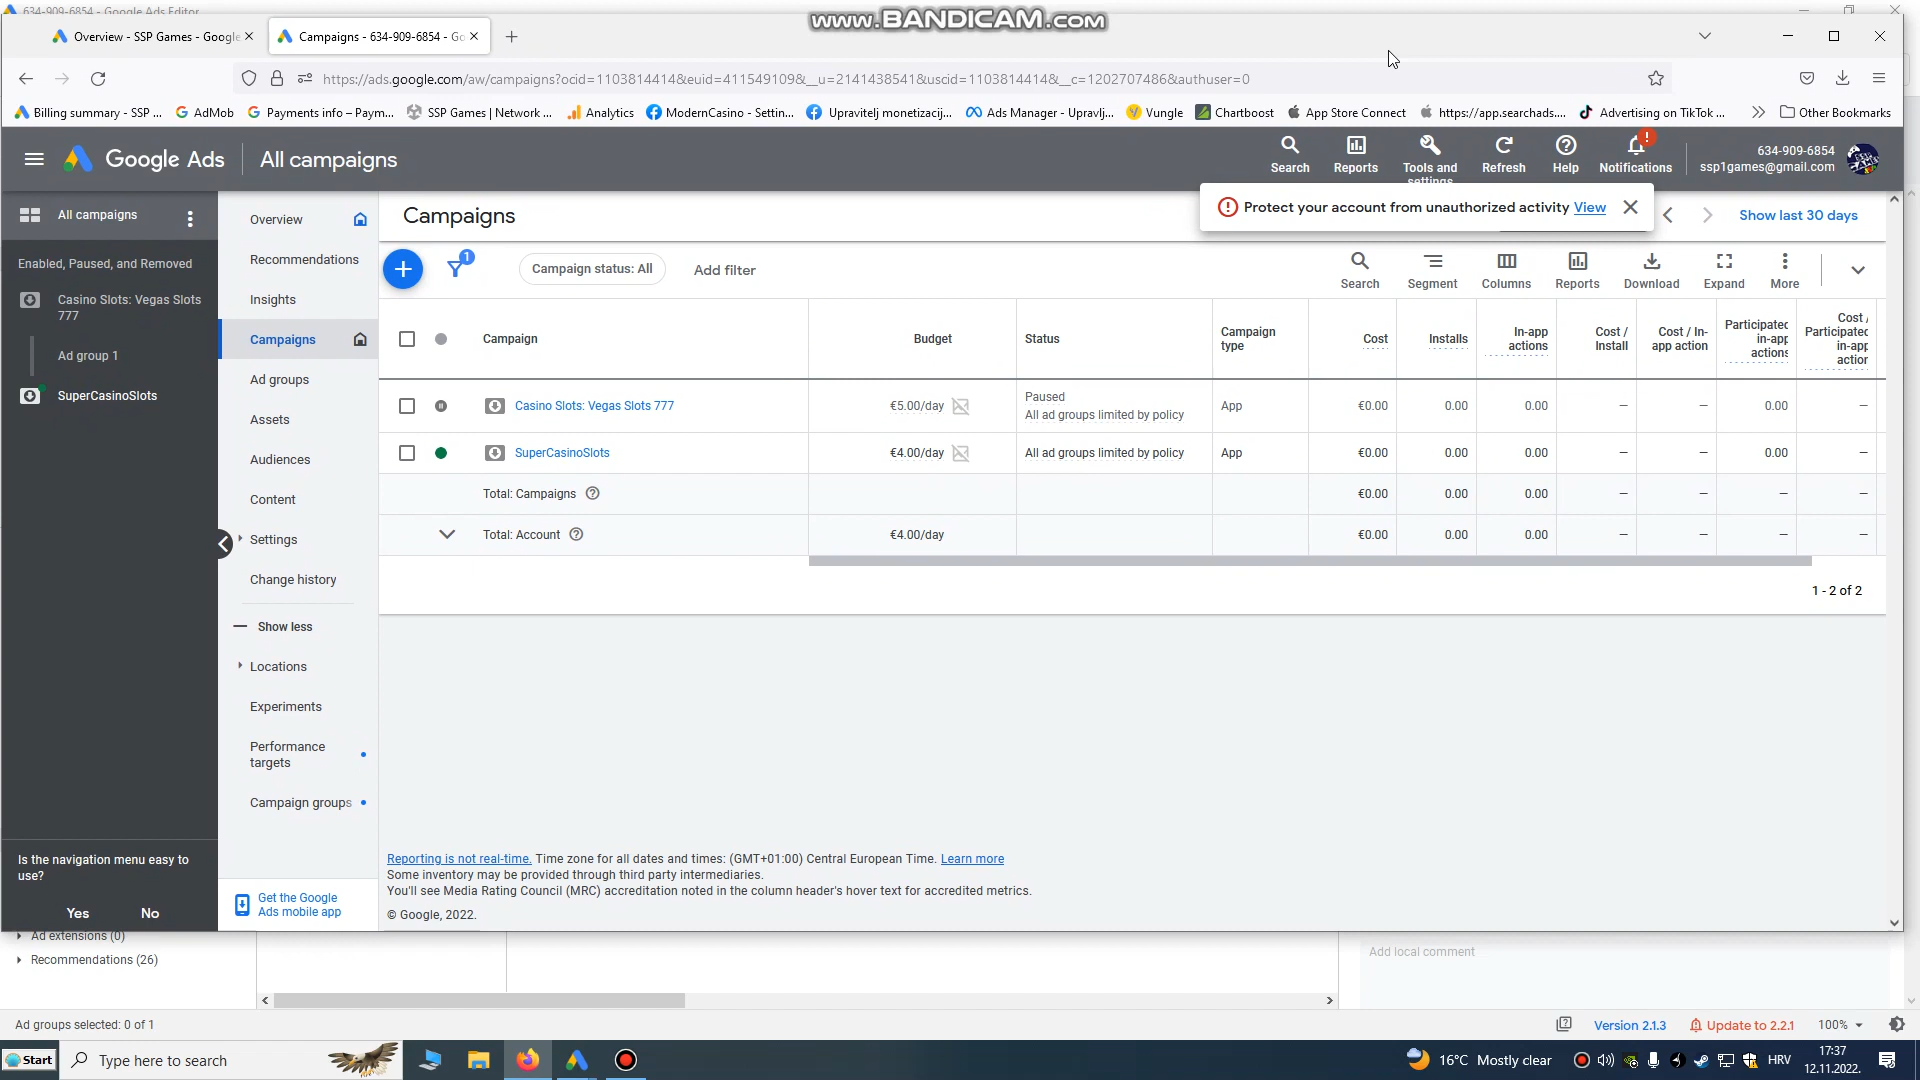 634-909-6854 - Google Ads Editor
www.BANDICAM.com
Overview - SSP Games - Google
Campaigns - 634-909-6854 - Go
https://ads.google.com/aw/campaigns?ocid=1103814414&euid=411549109&__u=2141438541&uscid=1103814414&__c=1202707486&authuser=0
Billing summary - SSP ...
AdMob
Payments info – Paym...
SSP Games | Network ...
Analytics
ModernCasino - Settin...
Upravitelj monetizacij...
Ads Manager - Upravlj...
Vungle
Chartboost
App Store Connect
https://app.searchads....
Advertising on TikTok ...
Other Bookmarks
Google Ads
All campaigns
Search
Reports
Tools and settings
Refresh
Help
Notifications
634-909-6854
ssp1games@gmail.com
Protect your account from unauthorized activity View
Show last 30 days
All campaigns
Enabled, Paused, and Removed
Casino Slots: Vegas Slots
777
Ad group 1
SuperCasinoSlots
Is the navigation menu easy to
use?
Yes No
Overview
Recommendations
Insights
Campaigns
Ad groups
Assets
Audiences
Content
Settings
Change history
Show less
Locations
Experiments
Performance
targets
Campaign groups
Get the Google
Ads mobile app
Campaigns
1
Campaign status: All
Add filter
Search
Segment
Columns
Reports
Download
Expand
More
Campaign
Budget
Status
Campaign
type
Cost
Installs
In-app
actions
Cost /
Install
Cost / In-
app action
Participated
in-app
actions
Cost /
Participated
in-app
action
Casino Slots: Vegas Slots 777 €5.00/day Paused
All ad groups limited by policy App €0.00 0.00 0.00 – – 0.00 –
SuperCasinoSlots €4.00/day All ad groups limited by policy App €0.00 0.00 0.00 – – 0.00 –
Total: Campaigns €0.00 0.00 0.00 – – – –
Total: Account €4.00/day €0.00 0.00 0.00 – – – –
1 - 2 of 2
Reporting is not real-time. Time zone for all dates and times: (GMT+01:00) Central European Time. Learn more
Some inventory may be provided through third party intermediaries.
You'll see Media Rating Council (MRC) accreditation noted in the column header's hover text for accredited metrics.
© Google, 2022.
Ad extensions (0)
Recommendations (26)
Add local comment
Ad groups selected: 0 of 1
Version 2.1.3
Update to 2.2.1
100%
Start
Type here to search
16°C Mostly clear
HRV
17:37
12.11.2022.